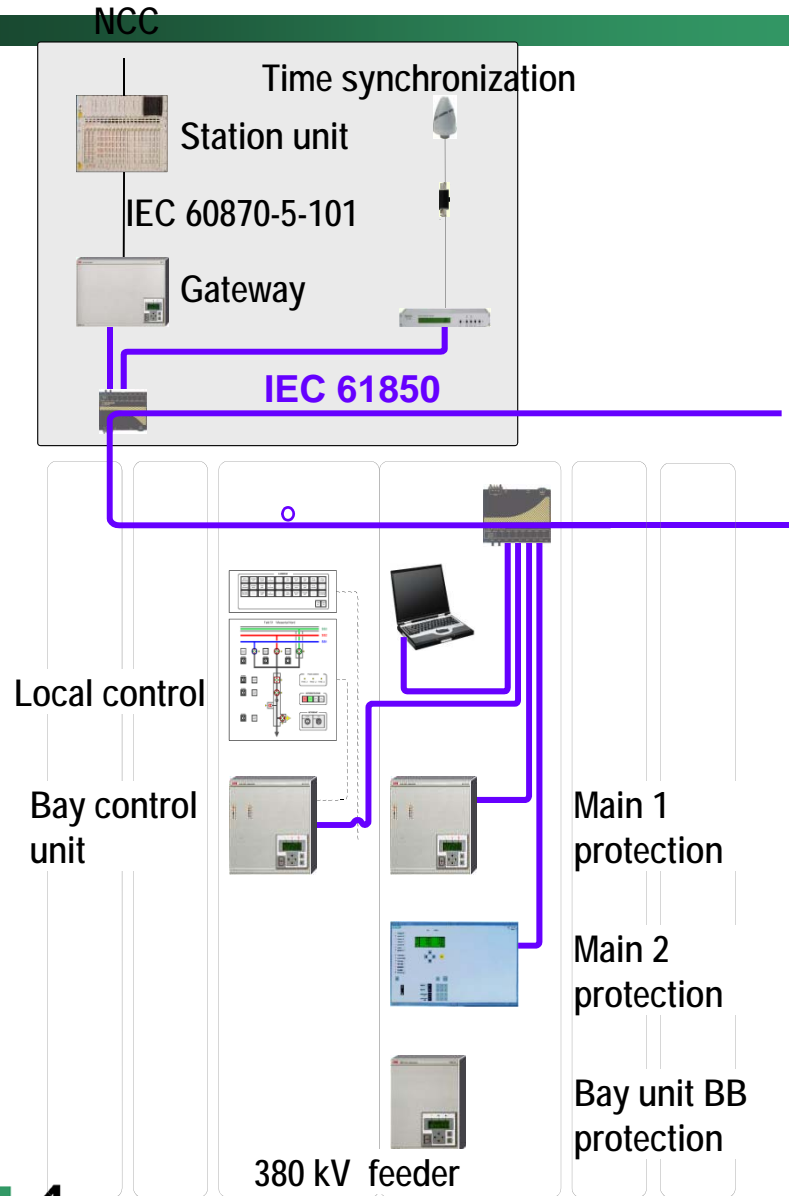 NCC
Time synchronization
Station unit
IEC 60870-5-101
Gateway
IEC 61850
Local control
Bay control
unit
Main 1
protection
Main 2
protection
Bay unit BB
protection
380 kV feeder